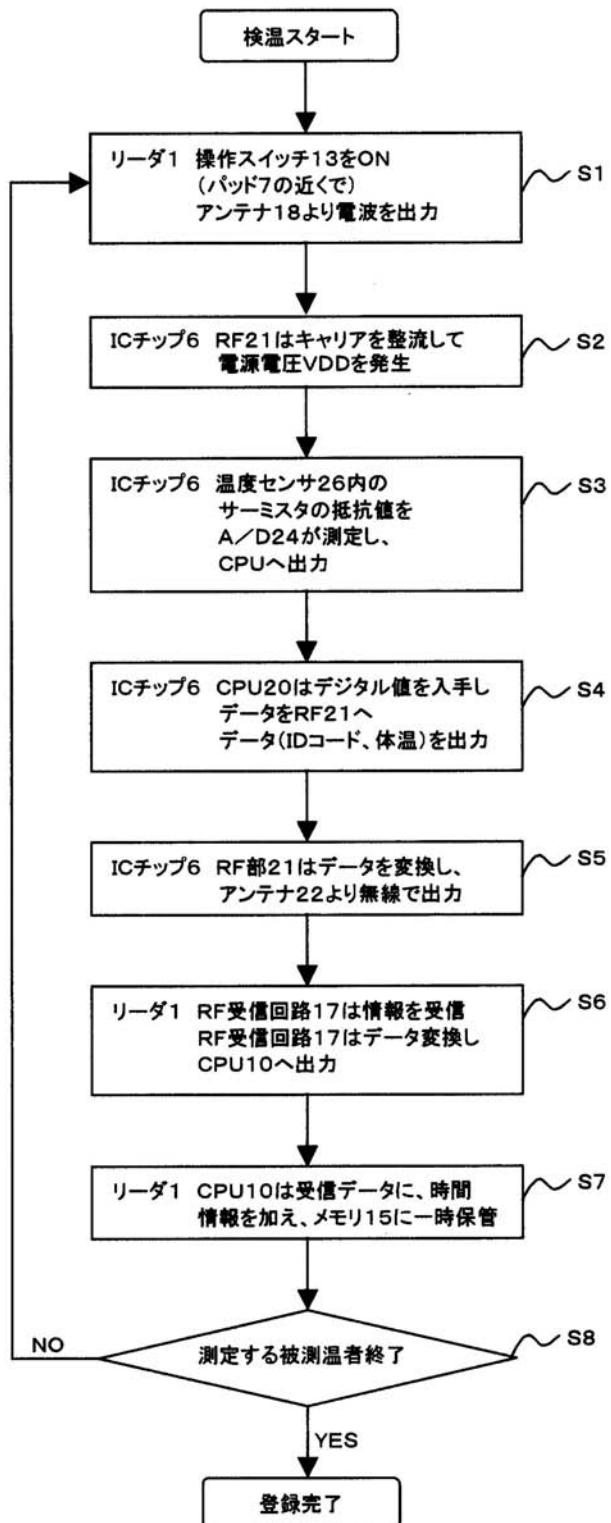 検温スタート
リーダ1 操作スイッチ13をON
(パッド7の近くで)
アンテナ18より電波を出力
S1
ICチップ6 RF21はキャリアを整流して
電源電圧VDDを発生
S2
ICチップ6 温度センサ26内の
サーミスタの抵抗値を
A/D24が測定し、
CPUへ出力
S3
ICチップ6 CPU20はデジタル値を入手し
データをRF21へ
データ(IDコード、体温)を出力
S4
ICチップ6 RF部21はデータを変換し、
アンテナ22より無線で出力
S5
リーダ1 RF受信回路17は情報を受信
RF受信回路17はデータ変換し
CPU10へ出力
S6
リーダ1 CPU10は受信データに、時間
情報を加え、メモリ15に一時保管
S7
測定する被測温者終了
S8
NO
YES
登録完了